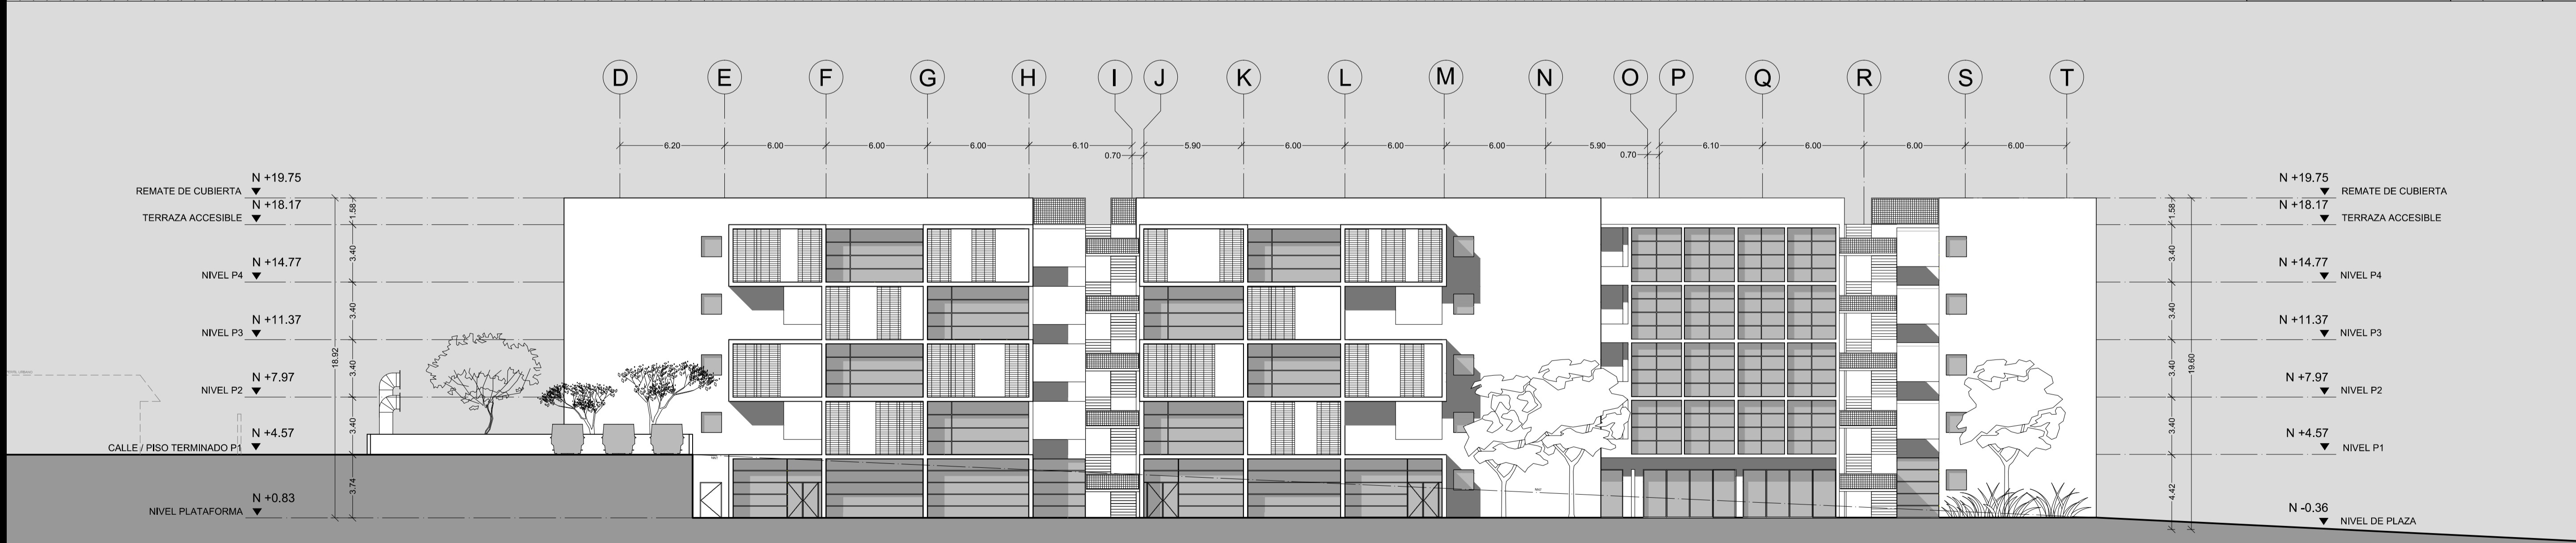 D E F G H I J K L M N O P Q R S T
6.20 6.00 6.00 6.00 6.10 0.70 5.90 6.00 6.00 6.00 5.90 0.70 6.10 6.00 6.00 6.00
N +19.75
REMATE DE CUBIERTA
N +18.17
TERRAZA ACCESIBLE
N +14.77
NIVEL P4
N +11.37
NIVEL P3
N +7.97
NIVEL P2
N +4.57
CALLE / PISO TERMINADO P1
N +0.83
NIVEL PLATAFORMA
18.92
1.58
3.40
3.40
3.40
3.40
3.74
1.58
3.40
3.40
3.40
3.40
4.42
19.60
N +19.75
REMATE DE CUBIERTA
N +18.17
TERRAZA ACCESIBLE
N +14.77
NIVEL P4
N +11.37
NIVEL P3
N +7.97
NIVEL P2
N +4.57
NIVEL P1
N -0.36
NIVEL DE PLAZA